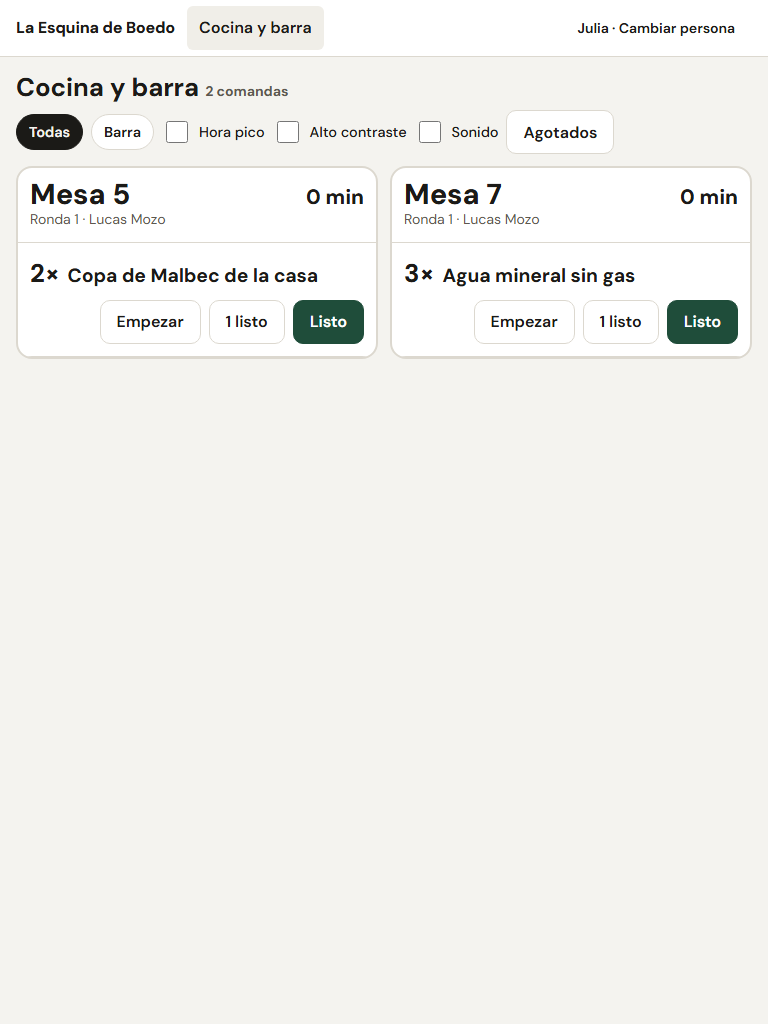 La Esquina de Boedo
Cocina y barra
Julia · Cambiar persona
Cocina y barra 2 comandas
Todas
Barra
Hora pico
Alto contraste
Sonido
Agotados
Mesa 5
0 min
Ronda 1 · Lucas Mozo
2× Copa de Malbec de la casa
Empezar
1 listo
Listo
Mesa 7
0 min
Ronda 1 · Lucas Mozo
3× Agua mineral sin gas
Empezar
1 listo
Listo